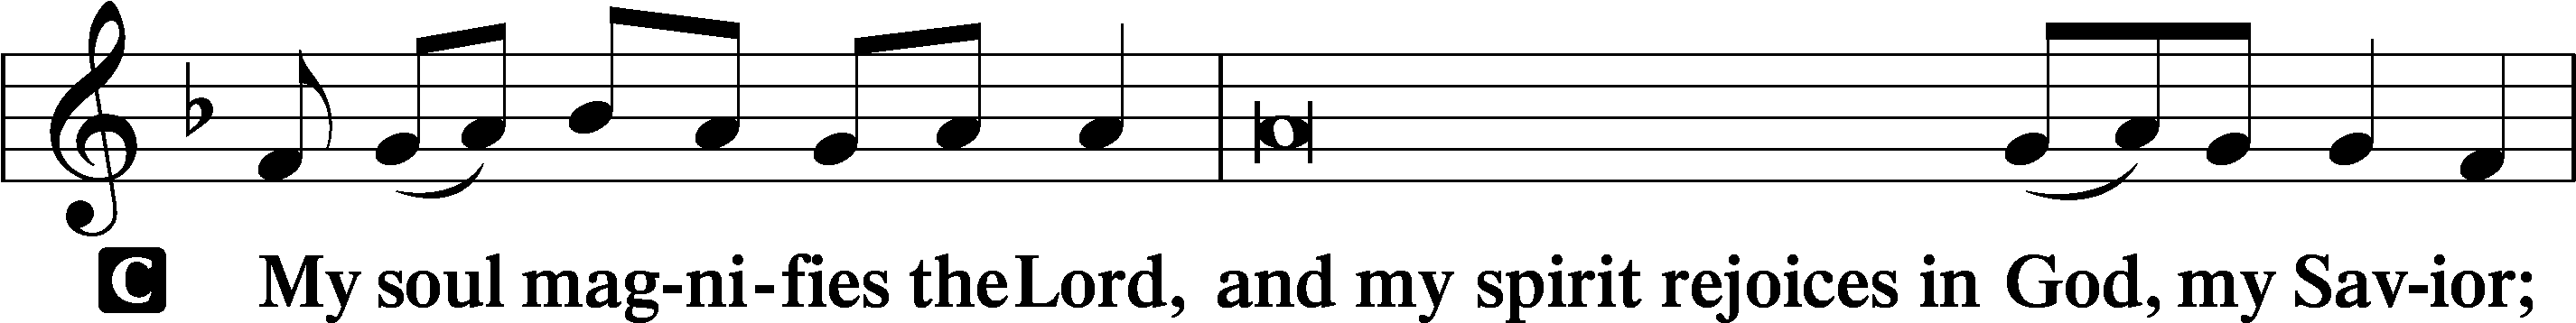 C My soul mag-ni-fies the Lord, and my spirit rejoices in God, my Sav-ior;